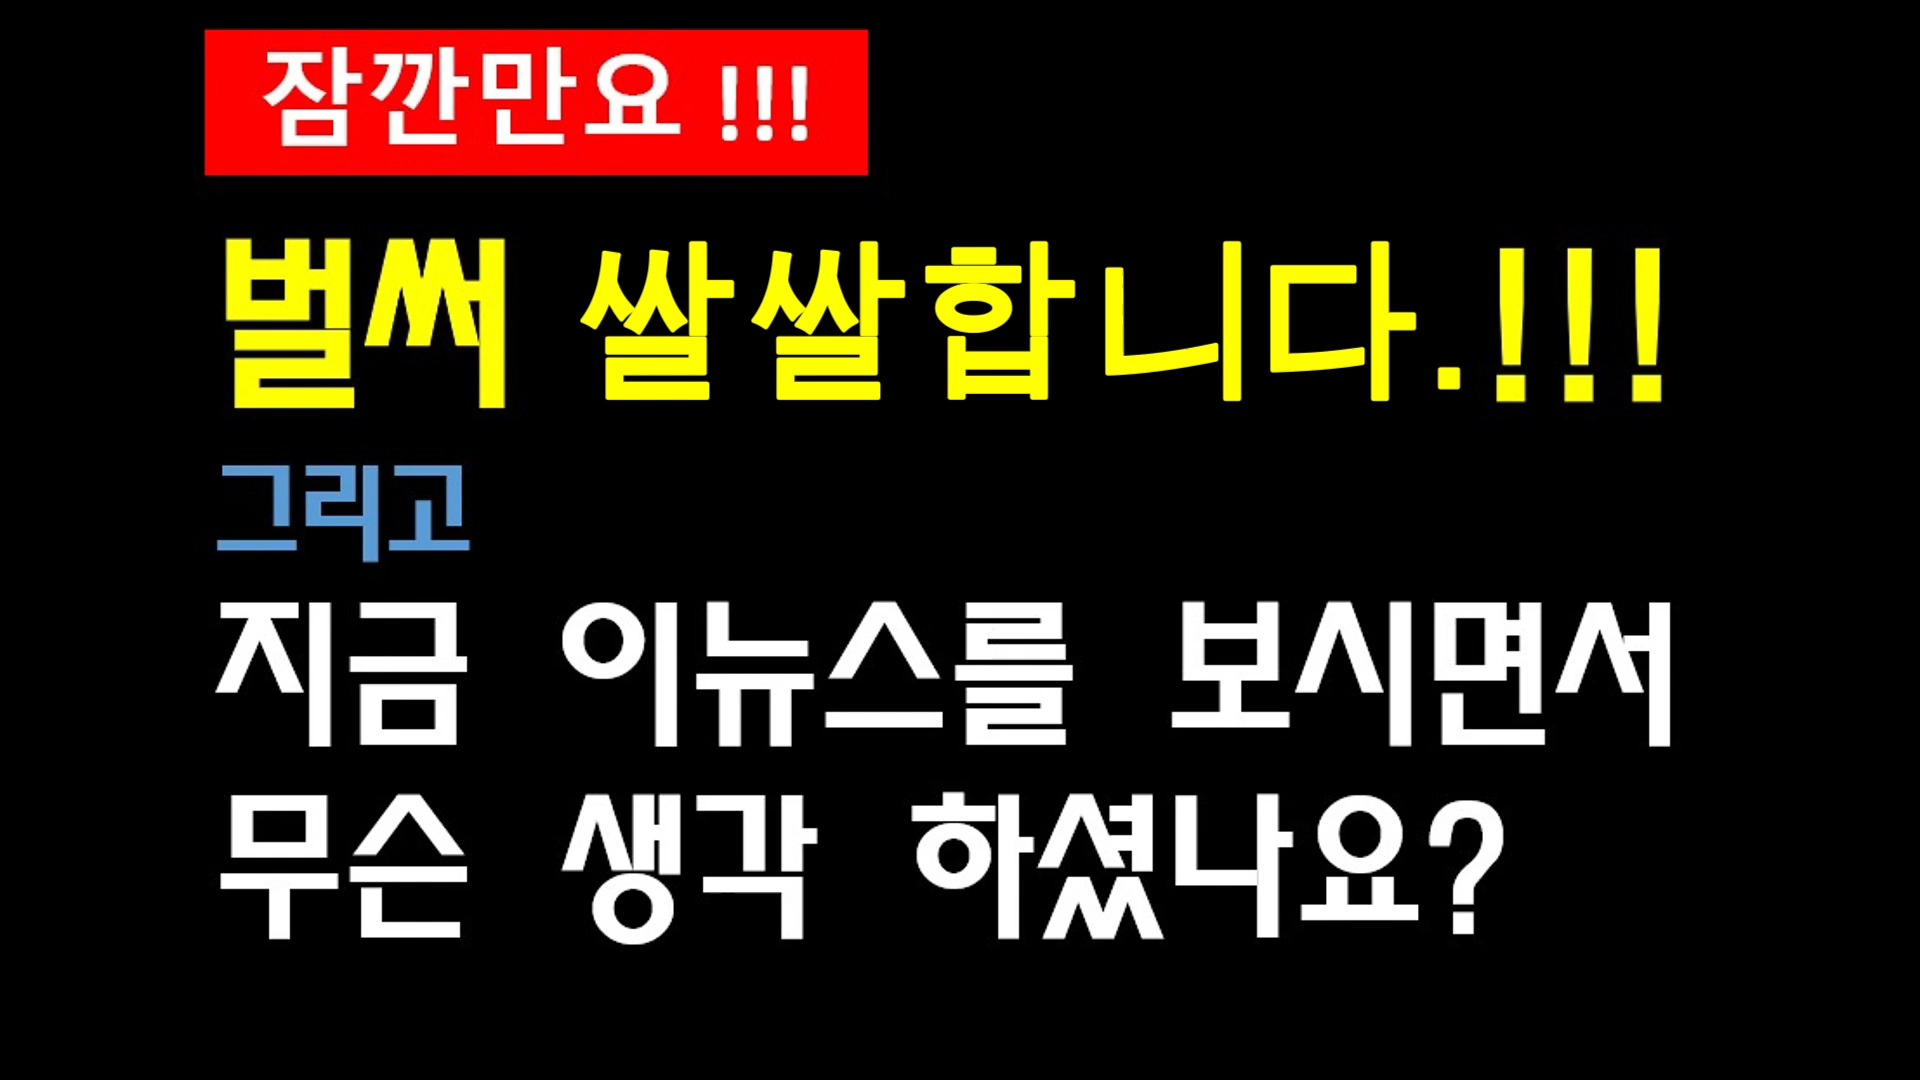 잠깐만요 !!!
벌써 쌀쌀합니다.!!!
그리고
지금 이뉴스를 보시면서
무슨 생각 하셨나요?